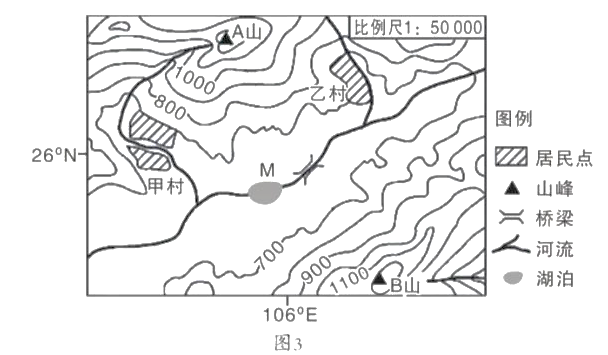 A山
比例尺1：50 000
1000
乙村
800
图例
26°N
居民点
甲村
M
山峰
桥梁
河流
700
900
1100
B山
湖泊
106°E
图3